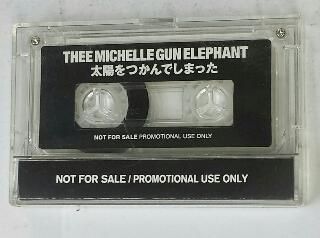 THEE MICHELLE GUN ELEPHANT
太陽をつかんでしまった
NOT FOR SALE/PROMOTIONAL USE ONLY
NOT FOR SALE/PROMOTIONAL USE ONLY